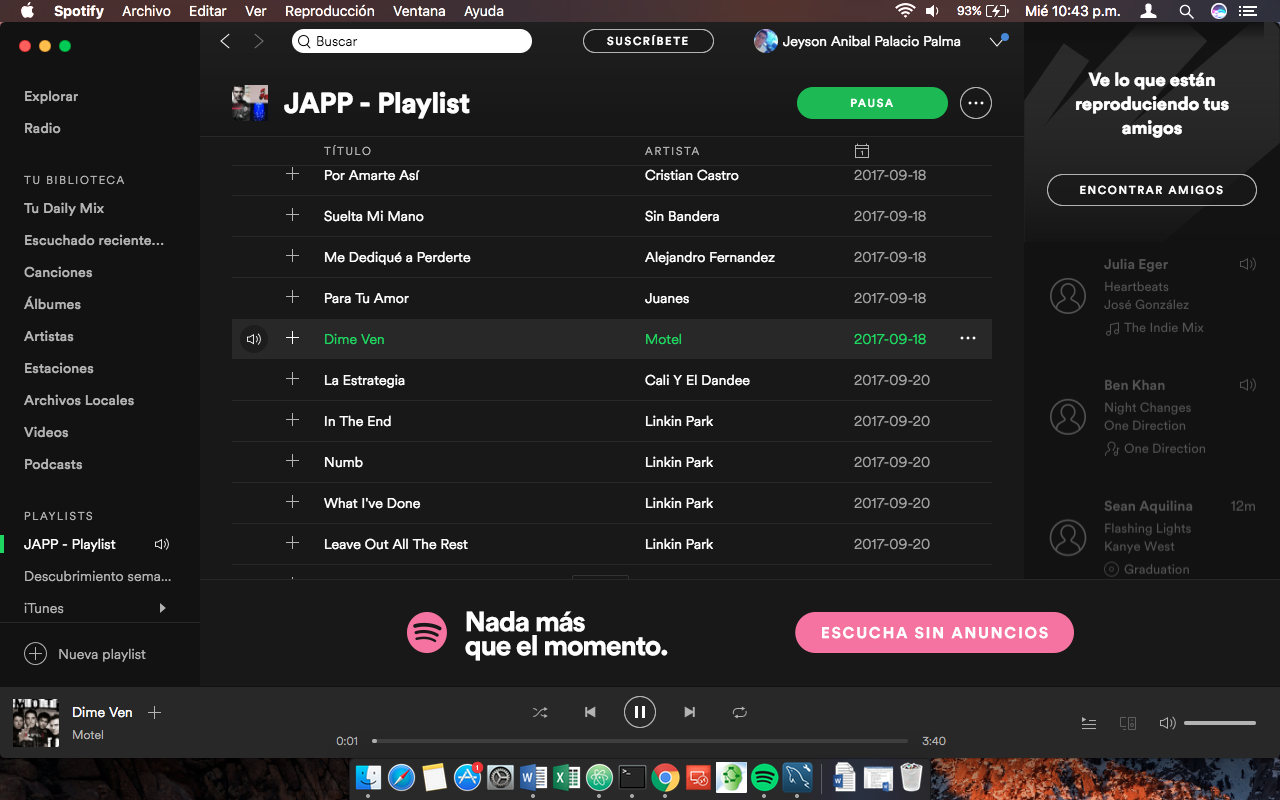 Spotify Archivo Editar Ver Reproducción Ventana Ayuda 93% Mié 10:43 p.m.
Buscar SUSCRÍBETE Jeyson Anibal Palacio Palma
JAPP - Playlist PAUSA
Explorar
Radio
TU BIBLIOTECA
Tu Daily Mix
Escuchado reciente...
Canciones
Álbumes
Artistas
Estaciones
Archivos Locales
Videos
Podcasts
PLAYLISTS
JAPP - Playlist
Descubrimiento sema...
iTunes
Nueva playlist
TÍTULO ARTISTA 1
Por Amarte Así Cristian Castro 2017-09-18
Suelta Mi Mano Sin Bandera 2017-09-18
Me Dediqué a Perderte Alejandro Fernandez 2017-09-18
Para Tu Amor Juanes 2017-09-18
Dime Ven Motel 2017-09-18
La Estrategia Cali Y El Dandee 2017-09-20
In The End Linkin Park 2017-09-20
Numb Linkin Park 2017-09-20
What I've Done Linkin Park 2017-09-20
Leave Out All The Rest Linkin Park 2017-09-20
Ve lo que están
reproduciendo tus
amigos
ENCONTRAR AMIGOS
Julia Eger
Heartbeats
José González
The Indie Mix
Ben Khan
Night Changes
One Direction
One Direction
Sean Aquilina 12m
Flashing Lights
Kanye West
Graduation
Nada más
que el momento.
ESCUCHA SIN ANUNCIOS
Dime Ven
Motel
0:01 3:40
1